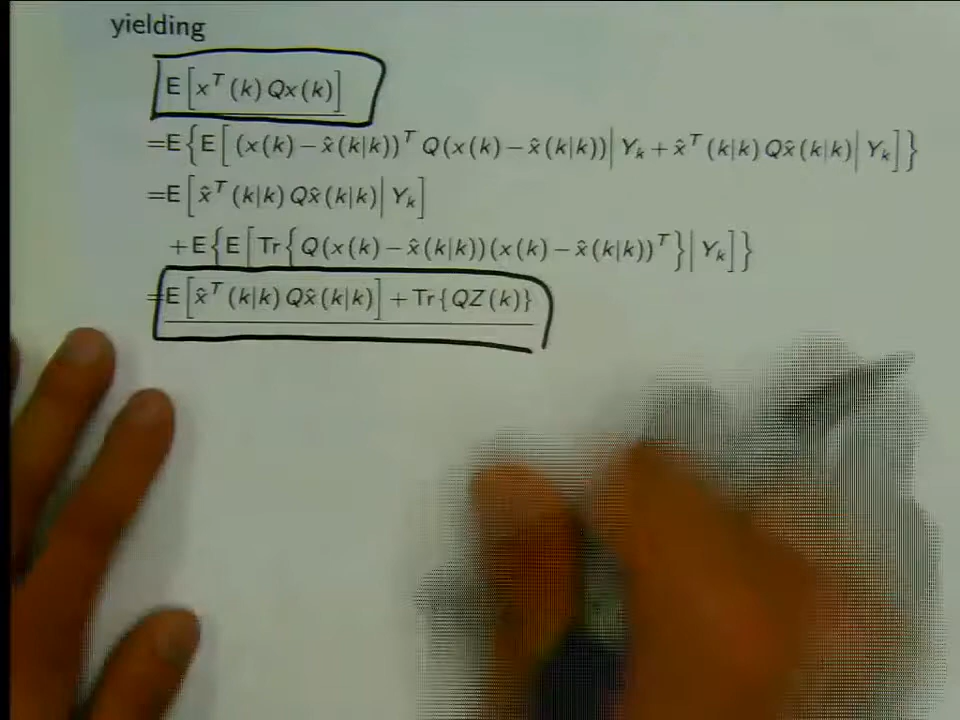 yielding
E[x^T(k)Qx(k)]
=E{E[(x(k)−x̂(k|k))^T Q(x(k)−x̂(k|k))|Y_k+x̂^T(k|k)Qx̂(k|k)|Y_k]}
=E[x̂^T(k|k)Qx̂(k|k)|Y_k]
+E{E[Tr{Q(x(k)−x̂(k|k))(x(k)−x̂(k|k))^T}|Y_k]}
=E[x̂^T(k|k)Qx̂(k|k)]+Tr{QZ(k)}